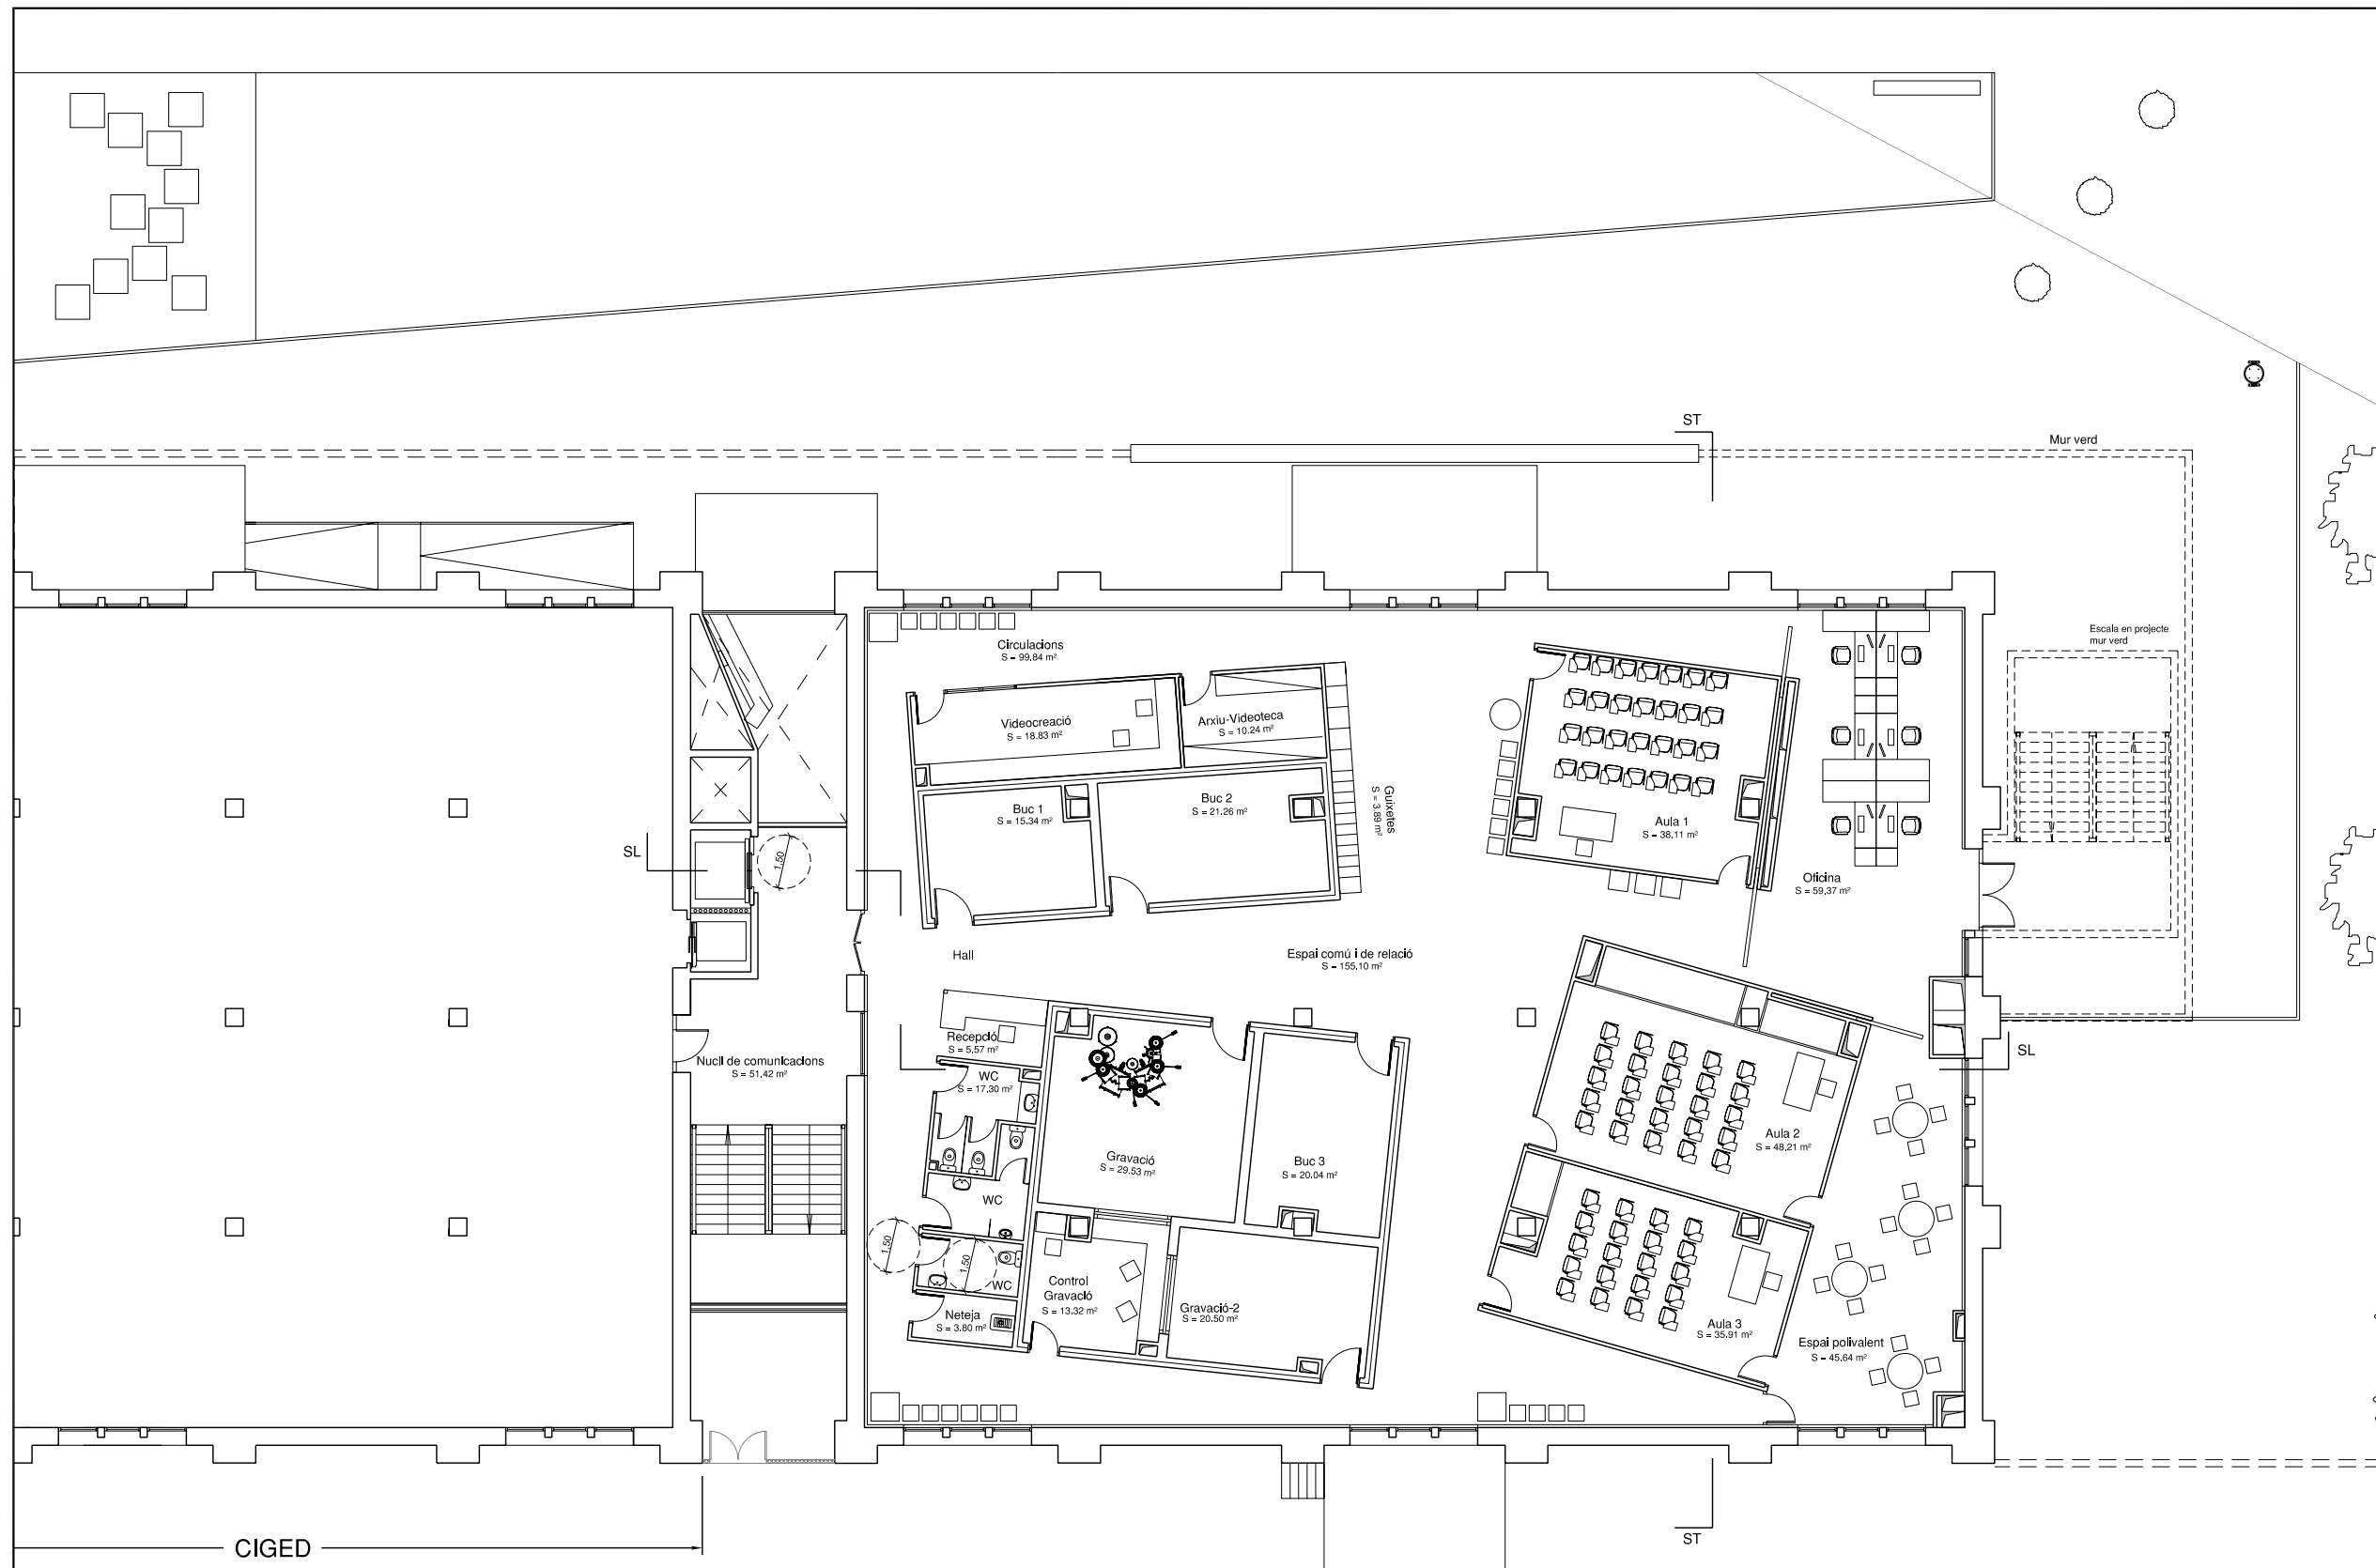 ST
Mur verd
Escala en projecte
mur verd
Circulacions
S = 99.84 m²
Videocreació
S = 18.83 m²
Arxiu-Videoteca
S = 10.24 m²
Buc 1
S = 15.34 m²
Buc 2
S = 21.26 m²
Guixetes
S = 3.89 m²
Aula 1
S = 38,11 m²
Oficina
S = 59,37 m²
SL
1,50
Hall
Espai comú i de relació
S = 155,10 m²
Recepció
S = 5,57 m²
Nucli de comunicacions
S = 51,42 m²
WC
S = 17,30 m²
SL
Gravació
S = 29.53 m²
Buc 3
S = 20.04 m²
Aula 2
S = 48,21 m²
WC
1,50
1,50
WC
Control
Gravació
S = 13.32 m²
Neteja
S = 3.80 m²
Gravació-2
S = 20.50 m²
Aula 3
S = 35.91 m²
Espai polivalent
S = 45,64 m²
CIGED
ST